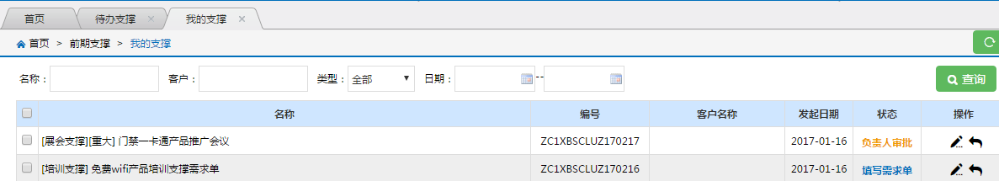 首页 待办支撑 × 我的支撑 ×
首页 > 前期支撑 > 我的支撑
名称： 客户： 类型： 全部 日期： -- 查询
名称 编号 客户名称 发起日期 状态 操作
[展会支撑][重大] 门禁一卡通产品推广会议 ZC1XBSCLUZ170217 2017-01-16 负责人审批
[培训支撑] 免费wifi产品培训支撑需求单 ZC1XBSCLUZ170216 2017-01-16 填写需求单